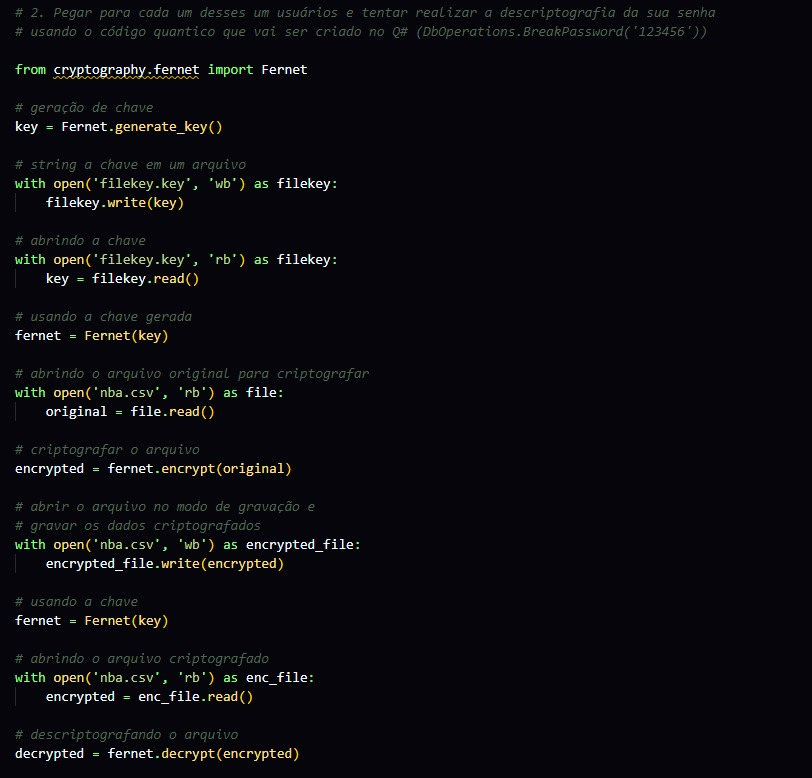 # 2. Pegar para cada um desses um usuários e tentar realizar a descriptografia da sua senha
# usando o código quantico que vai ser criado no Q# (DbOperations.BreakPassword('123456'))
from cryptography.fernet import Fernet
# geração de chave
key = Fernet.generate_key()
# string a chave em um arquivo
with open('filekey.key', 'wb') as filekey:
    filekey.write(key)
# abrindo a chave
with open('filekey.key', 'rb') as filekey:
    key = filekey.read()
# usando a chave gerada
fernet = Fernet(key)
# abrindo o arquivo original para criptografar
with open('nba.csv', 'rb') as file:
    original = file.read()
# criptografar o arquivo
encrypted = fernet.encrypt(original)
# abrir o arquivo no modo de gravação e
# gravar os dados criptografados
with open('nba.csv', 'wb') as encrypted_file:
    encrypted_file.write(encrypted)
# usando a chave
fernet = Fernet(key)
# abrindo o arquivo criptografado
with open('nba.csv', 'rb') as enc_file:
    encrypted = enc_file.read()
# descriptografando o arquivo
decrypted = fernet.decrypt(encrypted)